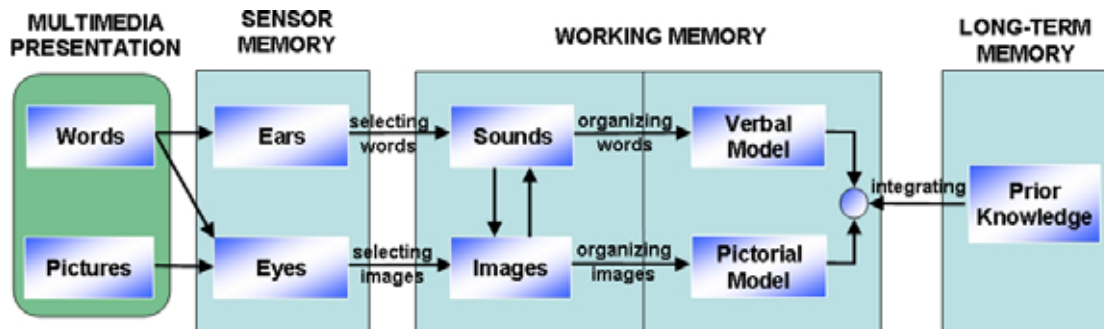 MULTIMEDIA
PRESENTATION
SENSOR
MEMORY
WORKING MEMORY
LONG-TERM
MEMORY
Words
Ears
selecting
words
Sounds
organizing
words
Verbal
Model
integrating
Prior
Knowledge
Pictures
Eyes
selecting
images
Images
organizing
images
Pictorial
Model